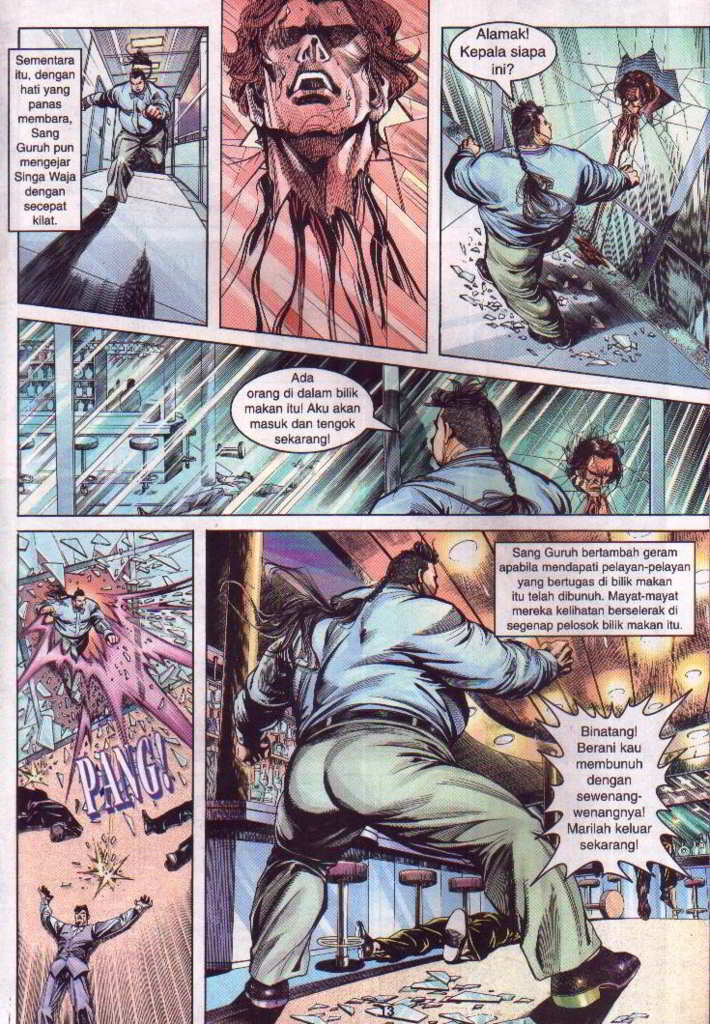 Sementara
itu, dengan
hati yang
panas
membara,
Sang
Guruh pun
mengejar
Singa Waja
dengan
secepat
kilat.
Alamak!
Kepala siapa
ini?
Ada
orang di dalam bilik
makan itu! Aku akan
masuk dan tengok
sekarang!
PANG!
Sang Guruh bertambah geram
apabila mendapati pelayan-pelayan
yang bertugas di bilik makan
itu telah dibunuh. Mayat-mayat
mereka kelihatan berselerak di
segenap pelosok bilik makan itu.
Binatang!
Berani kau
membunuh
dengan
sewenang-
wenangnya!
Marilah keluar
sekarang!
13